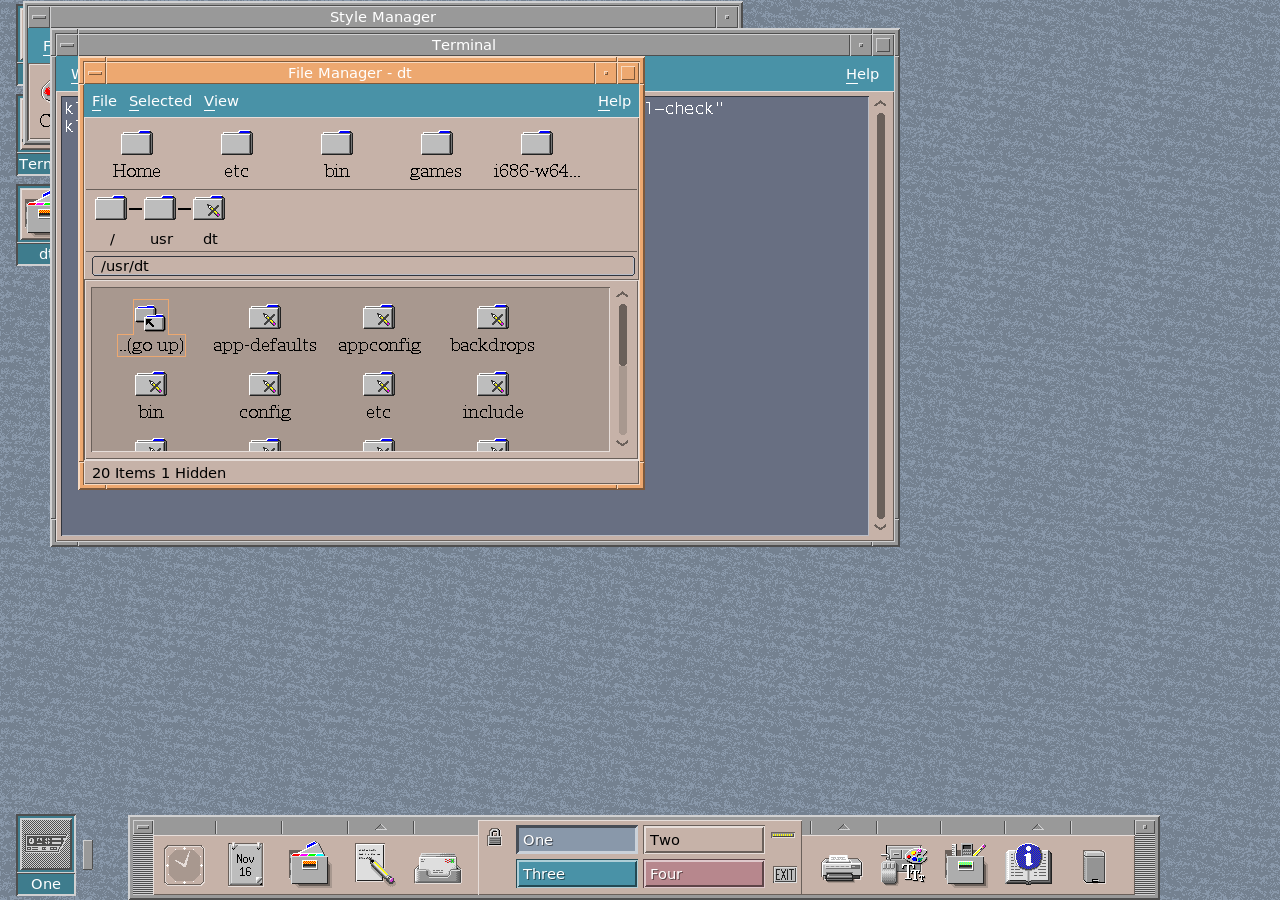 Style Manager
Terminal
Help
File Manager - dt
File Selected View Help
Home etc bin games i686-w64...
/ usr dt
/usr/dt
..(go up) app-defaults appconfig backdrops
bin config etc include
20 Items 1 Hidden
l-check"
Term
One
Nov
16
One Two
Three Four
EXIT